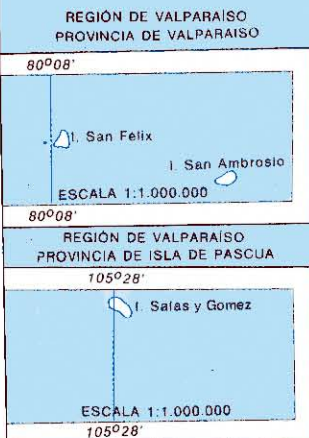 REGIÓN DE VALPARAÍSO
PROVINCIA DE VALPARAISO
80º08'
I. San Félix
I. San Ambrosio
ESCALA 1:1.000.000
80º08'
REGIÓN DE VALPARAÍSO
PROVINCIA DE ISLA DE PASCUA
105º28'
I. Salas y Gomez
ESCALA 1:1.000.000
105º28'